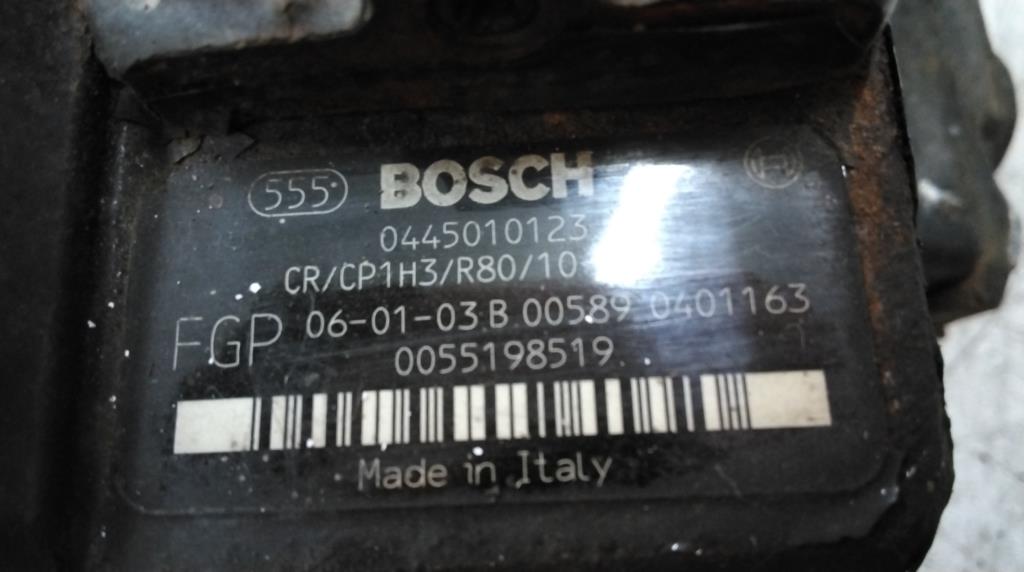 555 BOSCH
0445010123
CR/CP1H3/R80/10
FGP 06-01-03 B 00589 0401163
0055198519
Made in Italy